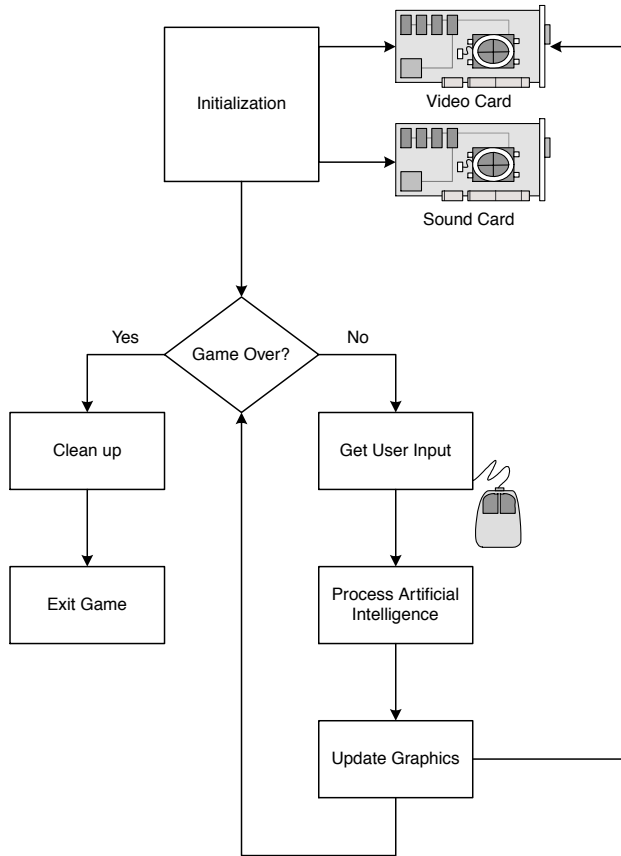 Initialization
Video Card
Sound Card
Yes
Game Over?
No
Clean up
Get User Input
Exit Game
Process Artificial
Intelligence
Update Graphics